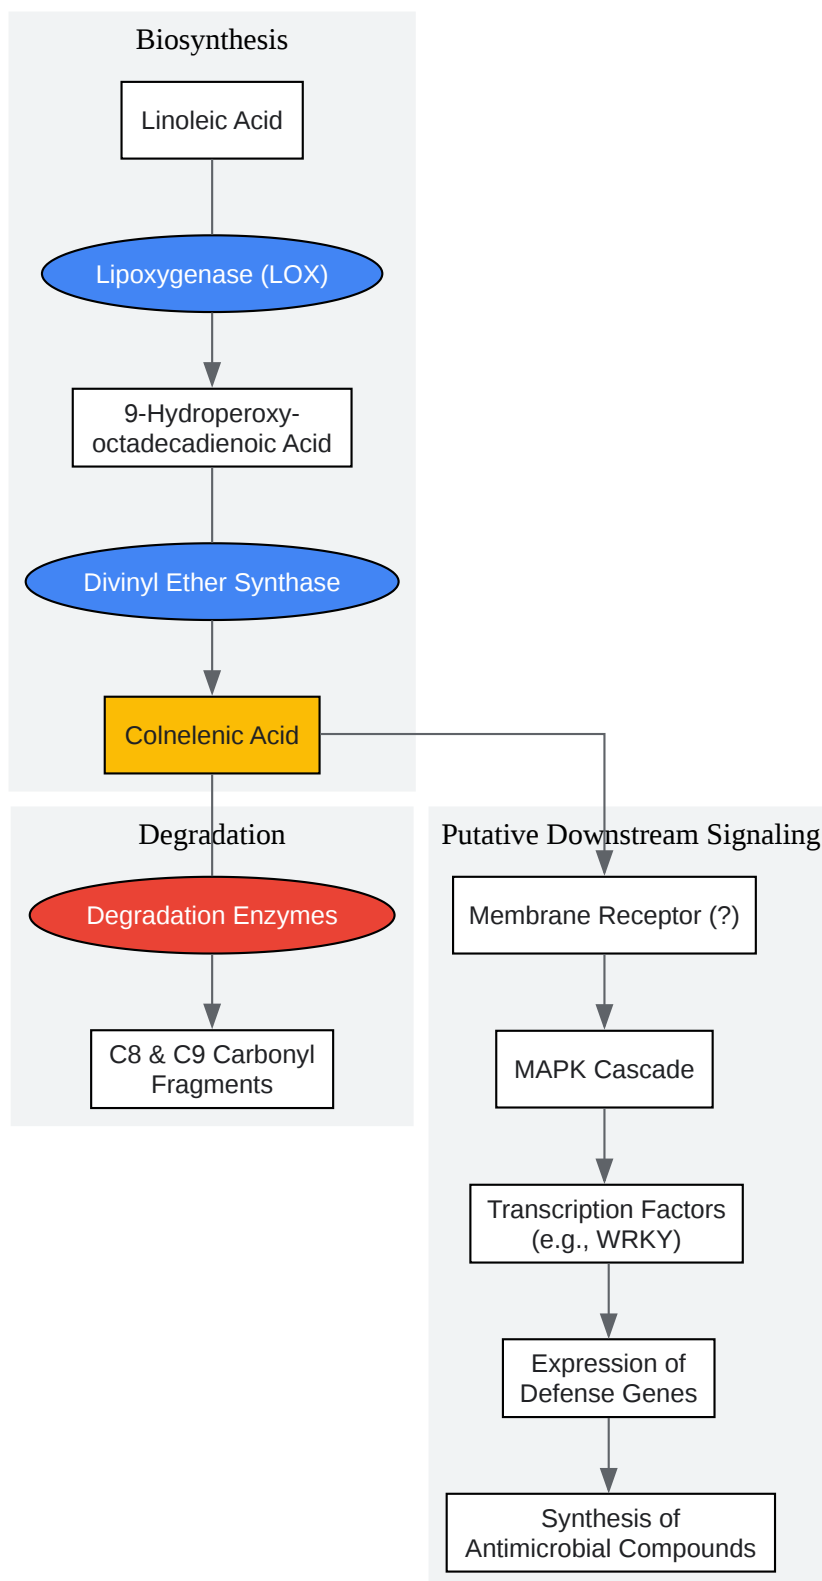 Biosynthesis
Linoleic Acid
Lipoxygenase (LOX)
9-Hydroperoxy-
octadecadienoic Acid
Divinyl Ether Synthase
Colnelenic Acid
Degradation
Degradation Enzymes
C8 & C9 Carbonyl
Fragments
Putative Downstream Signaling
Membrane Receptor (?)
MAPK Cascade
Transcription Factors
(e.g., WRKY)
Expression of
Defense Genes
Synthesis of
Antimicrobial Compounds